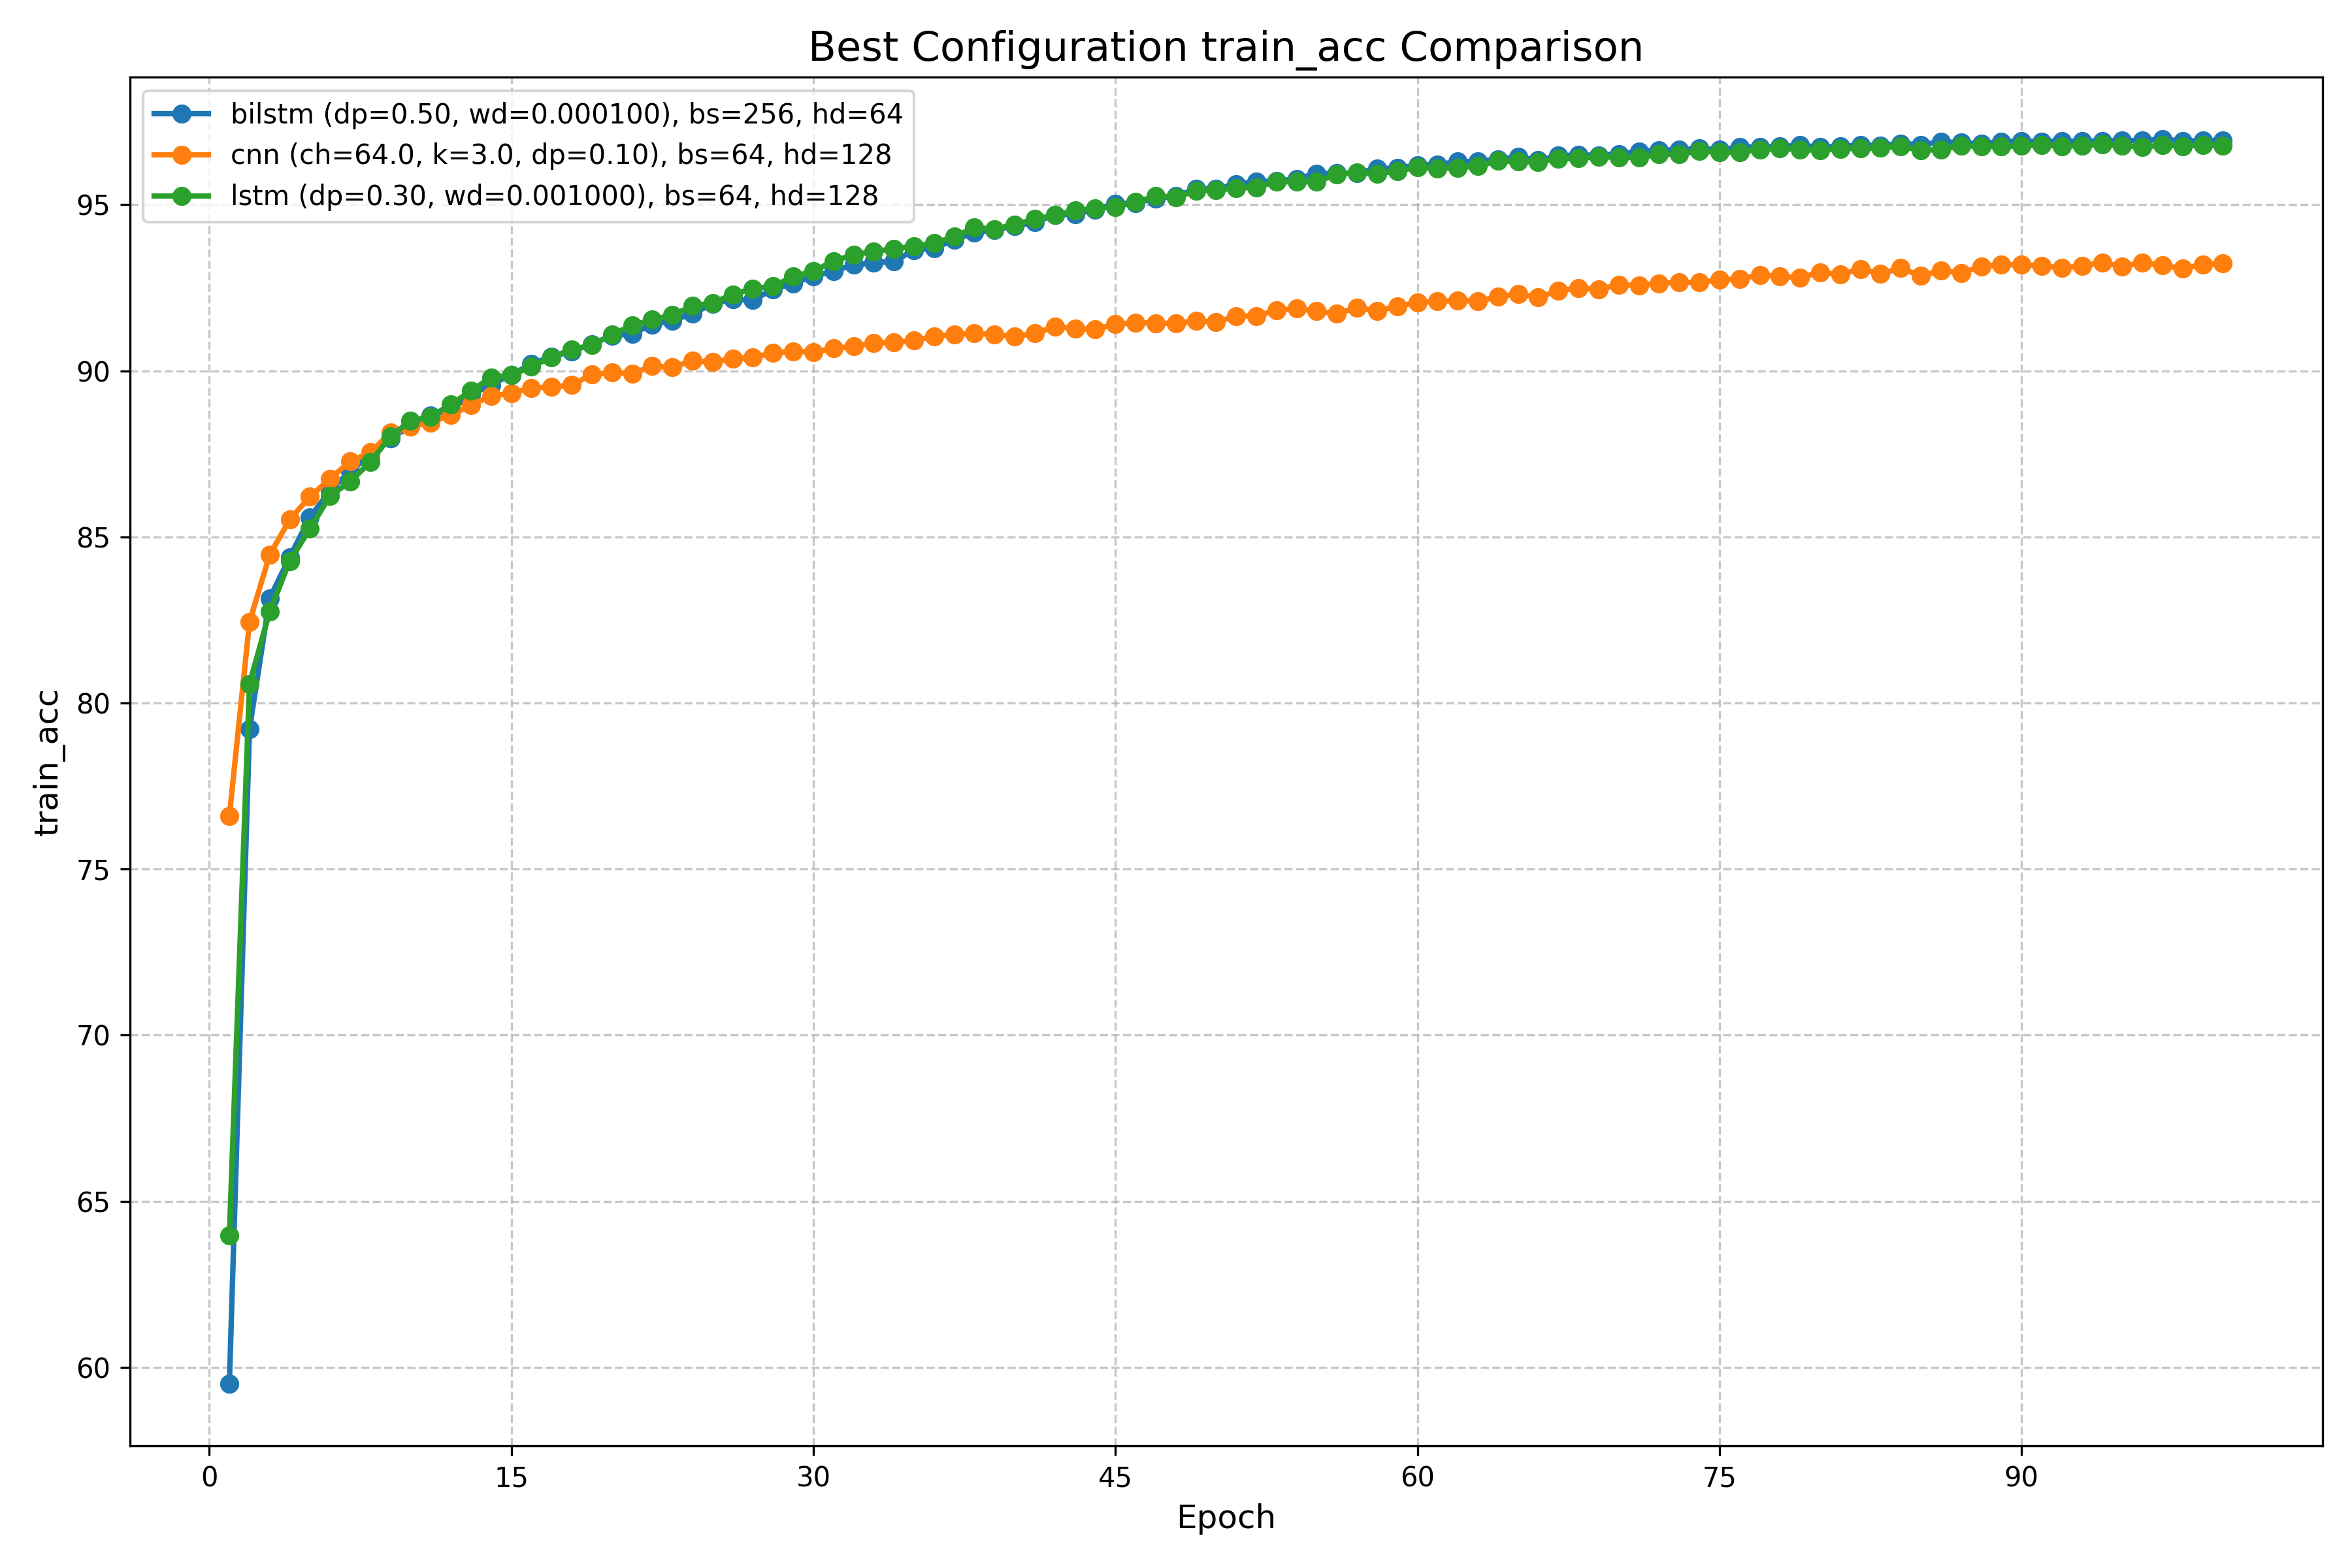 Best Configuration train_acc Comparison
bilstm (dp=0.50, wd=0.000100), bs=256, hd=64
cnn (ch=64.0, k=3.0, dp=0.10), bs=64, hd=128
lstm (dp=0.30, wd=0.001000), bs=64, hd=128
95
90
85
80
75
70
65
60
train_acc
0 15 30 45 60 75 90
Epoch